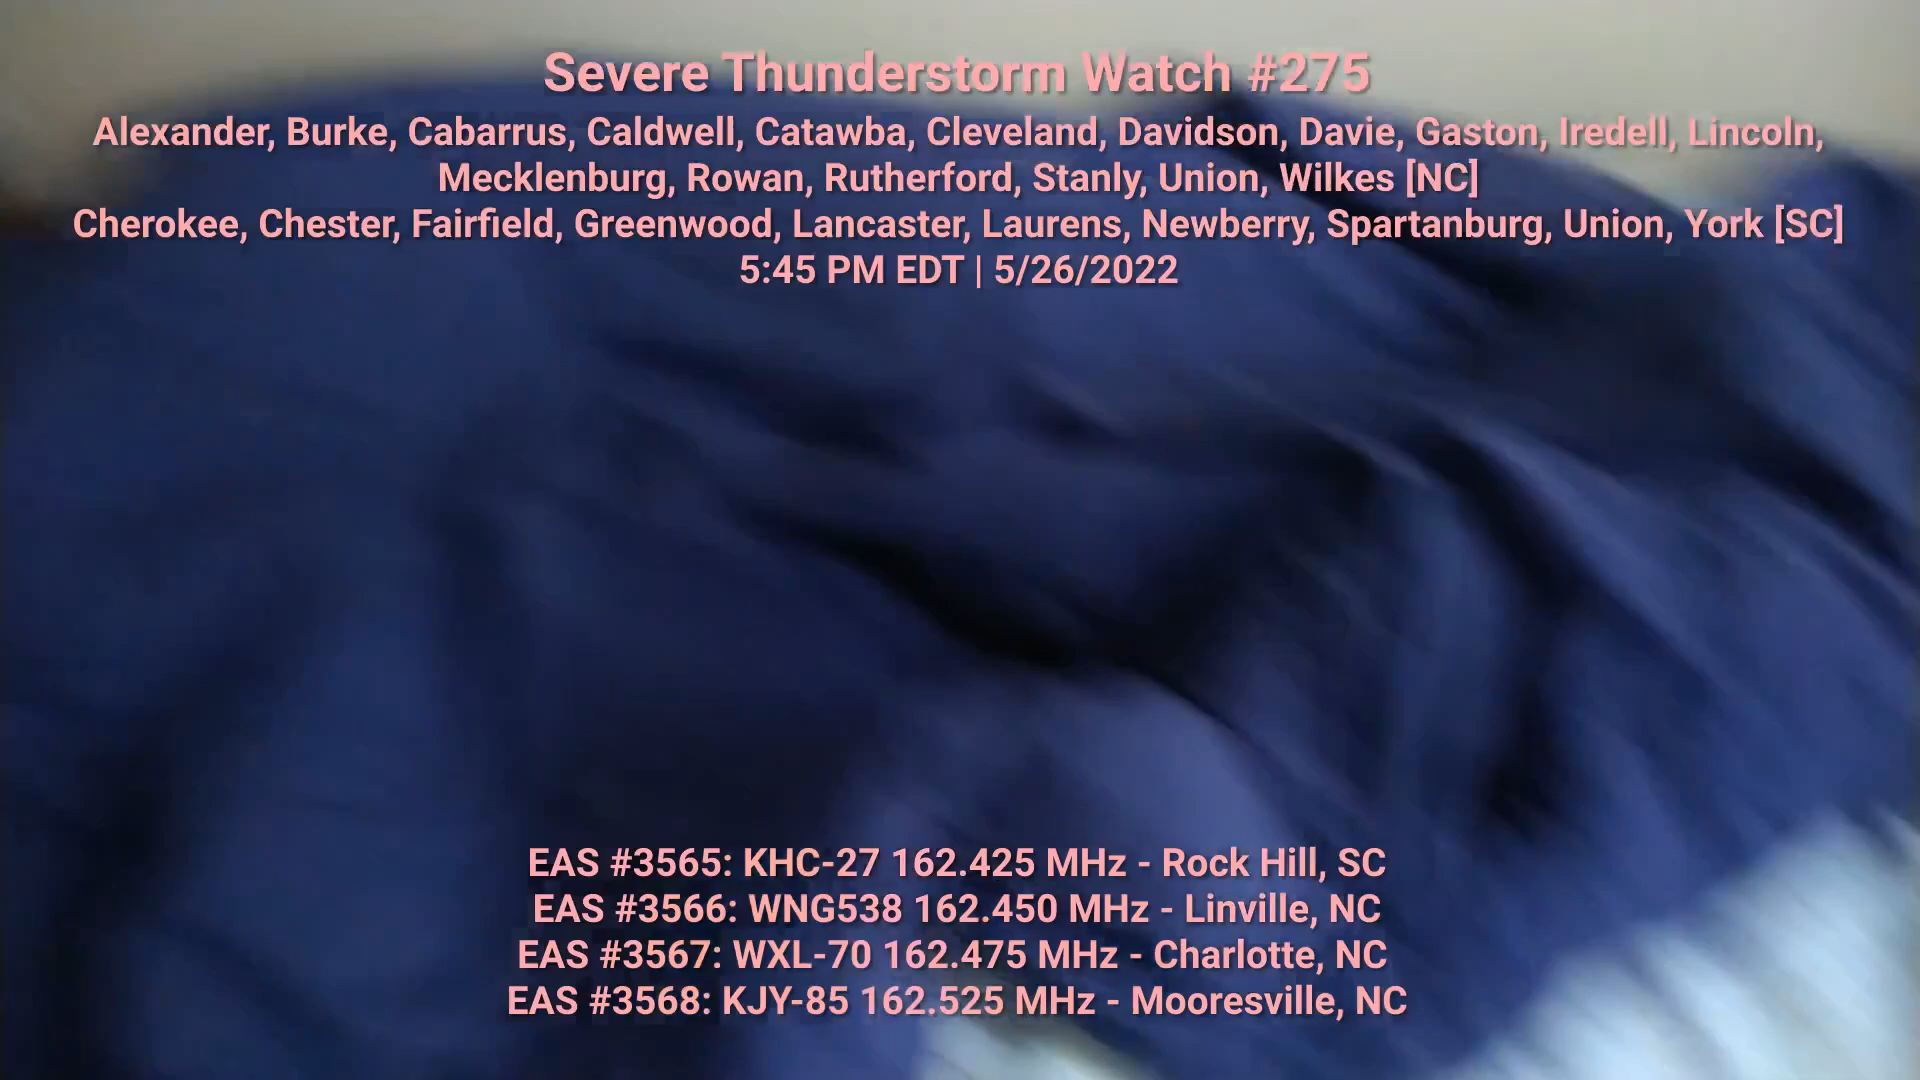 Severe Thunderstorm Watch #275
Alexander, Burke, Cabarrus, Caldwell, Catawba, Cleveland, Davidson, Davie, Gaston, Iredell, Lincoln,
Mecklenburg, Rowan, Rutherford, Stanly, Union, Wilkes [NC]
Cherokee, Chester, Fairfield, Greenwood, Lancaster, Laurens, Newberry, Spartanburg, Union, York [SC]
5:45 PM EDT | 5/26/2022
EAS #3565: KHC-27 162.425 MHz - Rock Hill, SC
EAS #3566: WNG538 162.450 MHz - Linville, NC
EAS #3567: WXL-70 162.475 MHz - Charlotte, NC
EAS #3568: KJY-85 162.525 MHz - Mooresville, NC